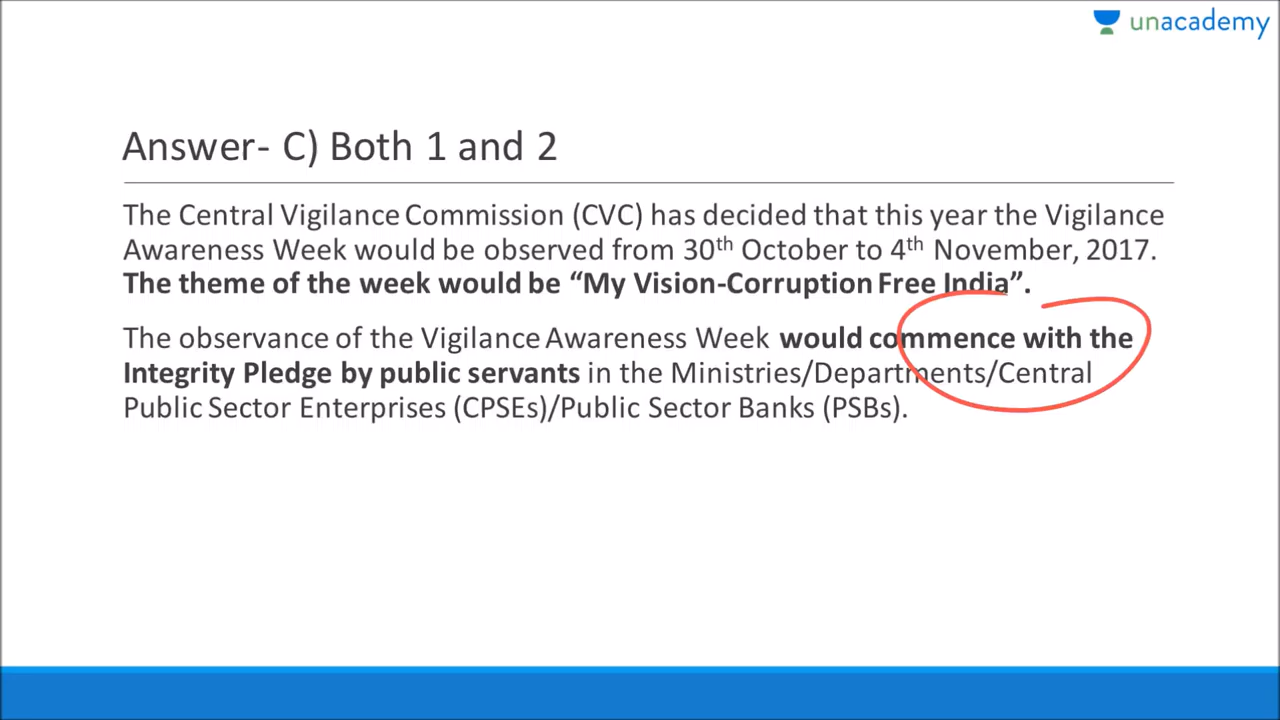 unacademy
Answer- C) Both 1 and 2
The Central Vigilance Commission (CVC) has decided that this year the Vigilance
Awareness Week would be observed from 30th October to 4th November, 2017.
The theme of the week would be “My Vision-Corruption Free India”.
The observance of the Vigilance Awareness Week would commence with the
Integrity Pledge by public servants in the Ministries/Departments/Central
Public Sector Enterprises (CPSEs)/Public Sector Banks (PSBs).